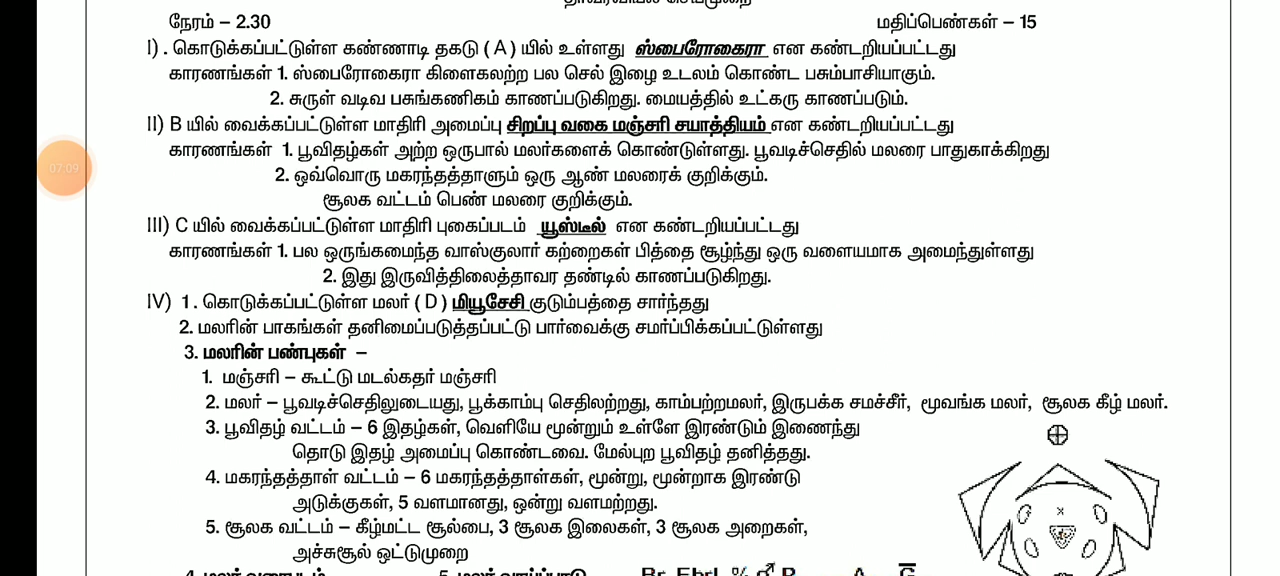 தாவரவியல் செய்முறை
நேரம் – 2.30 மதிப்பெண்கள் – 15
I) . கொடுக்கப்பட்டுள்ள கண்ணாடி தகடு ( A ) யில் உள்ளது ஸ்பைரோகைரா என கண்டறியப்பட்டது
காரணங்கள் 1. ஸ்பைரோகைரா கிளைகலற்ற பல செல் இழை உடலம் கொண்ட பசும்பாசியாகும்.
2. சுருள் வடிவ பசுங்கணிகம் காணப்படுகிறது. மையத்தில் உட்கரு காணப்படும்.
II) B யில் வைக்கப்பட்டுள்ள மாதிரி அமைப்பு சிறப்பு வகை மஞ்சரி சயாத்தியம் என கண்டறியப்பட்டது
காரணங்கள் 1. பூவிதழ்கள் அற்ற ஒருபால் மலர்களைக் கொண்டுள்ளது. பூவடிச்செதில் மலரை பாதுகாக்கிறது
2. ஒவ்வொரு மகரந்தத்தாளும் ஒரு ஆண் மலரைக் குறிக்கும்.
சூலக வட்டம் பெண் மலரை குறிக்கும்.
III) C யில் வைக்கப்பட்டுள்ள மாதிரி புகைப்படம் யூஸ்டீல் என கண்டறியப்பட்டது
காரணங்கள் 1. பல ஒருங்கமைந்த வாஸ்குலார் கற்றைகள் பித்தை சூழ்ந்து ஒரு வளையமாக அமைந்துள்ளது
2. இது இருவித்திலைத்தாவர தண்டில் காணப்படுகிறது.
IV) 1 . கொடுக்கப்பட்டுள்ள மலர் ( D ) மியூசேசி குடும்பத்தை சார்ந்தது
2. மலரின் பாகங்கள் தனிமைப்படுத்தப்பட்டு பார்வைக்கு சமர்ப்பிக்கப்பட்டுள்ளது
3. மலரின் பண்புகள் –
1. மஞ்சரி – கூட்டு மடல்கதர் மஞ்சரி
2. மலர் – பூவடிச்செதிலுடையது, பூக்காம்பு செதிலற்றது, காம்பற்றமலர், இருபக்க சமச்சீர், மூவங்க மலர், சூலக கீழ் மலர்.
3. பூவிதழ் வட்டம் – 6 இதழ்கள், வெளியே மூன்றும் உள்ளே இரண்டும் இணைந்து
தொடு இதழ் அமைப்பு கொண்டவை. மேல்புற பூவிதழ் தனித்தது.
4. மகரந்தத்தாள் வட்டம் – 6 மகரந்தத்தாள்கள், மூன்று, மூன்றாக இரண்டு
அடுக்குகள், 5 வளமானது, ஒன்று வளமற்றது.
5. சூலக வட்டம் – கீழ்மட்ட சூல்பை, 3 சூலக இலைகள், 3 சூலக அறைகள்,
அச்சுசூல் ஒட்டுமுறை
4. மலர் வரைபடம் 5. மலர் வாய்ப்பாடு
07:09